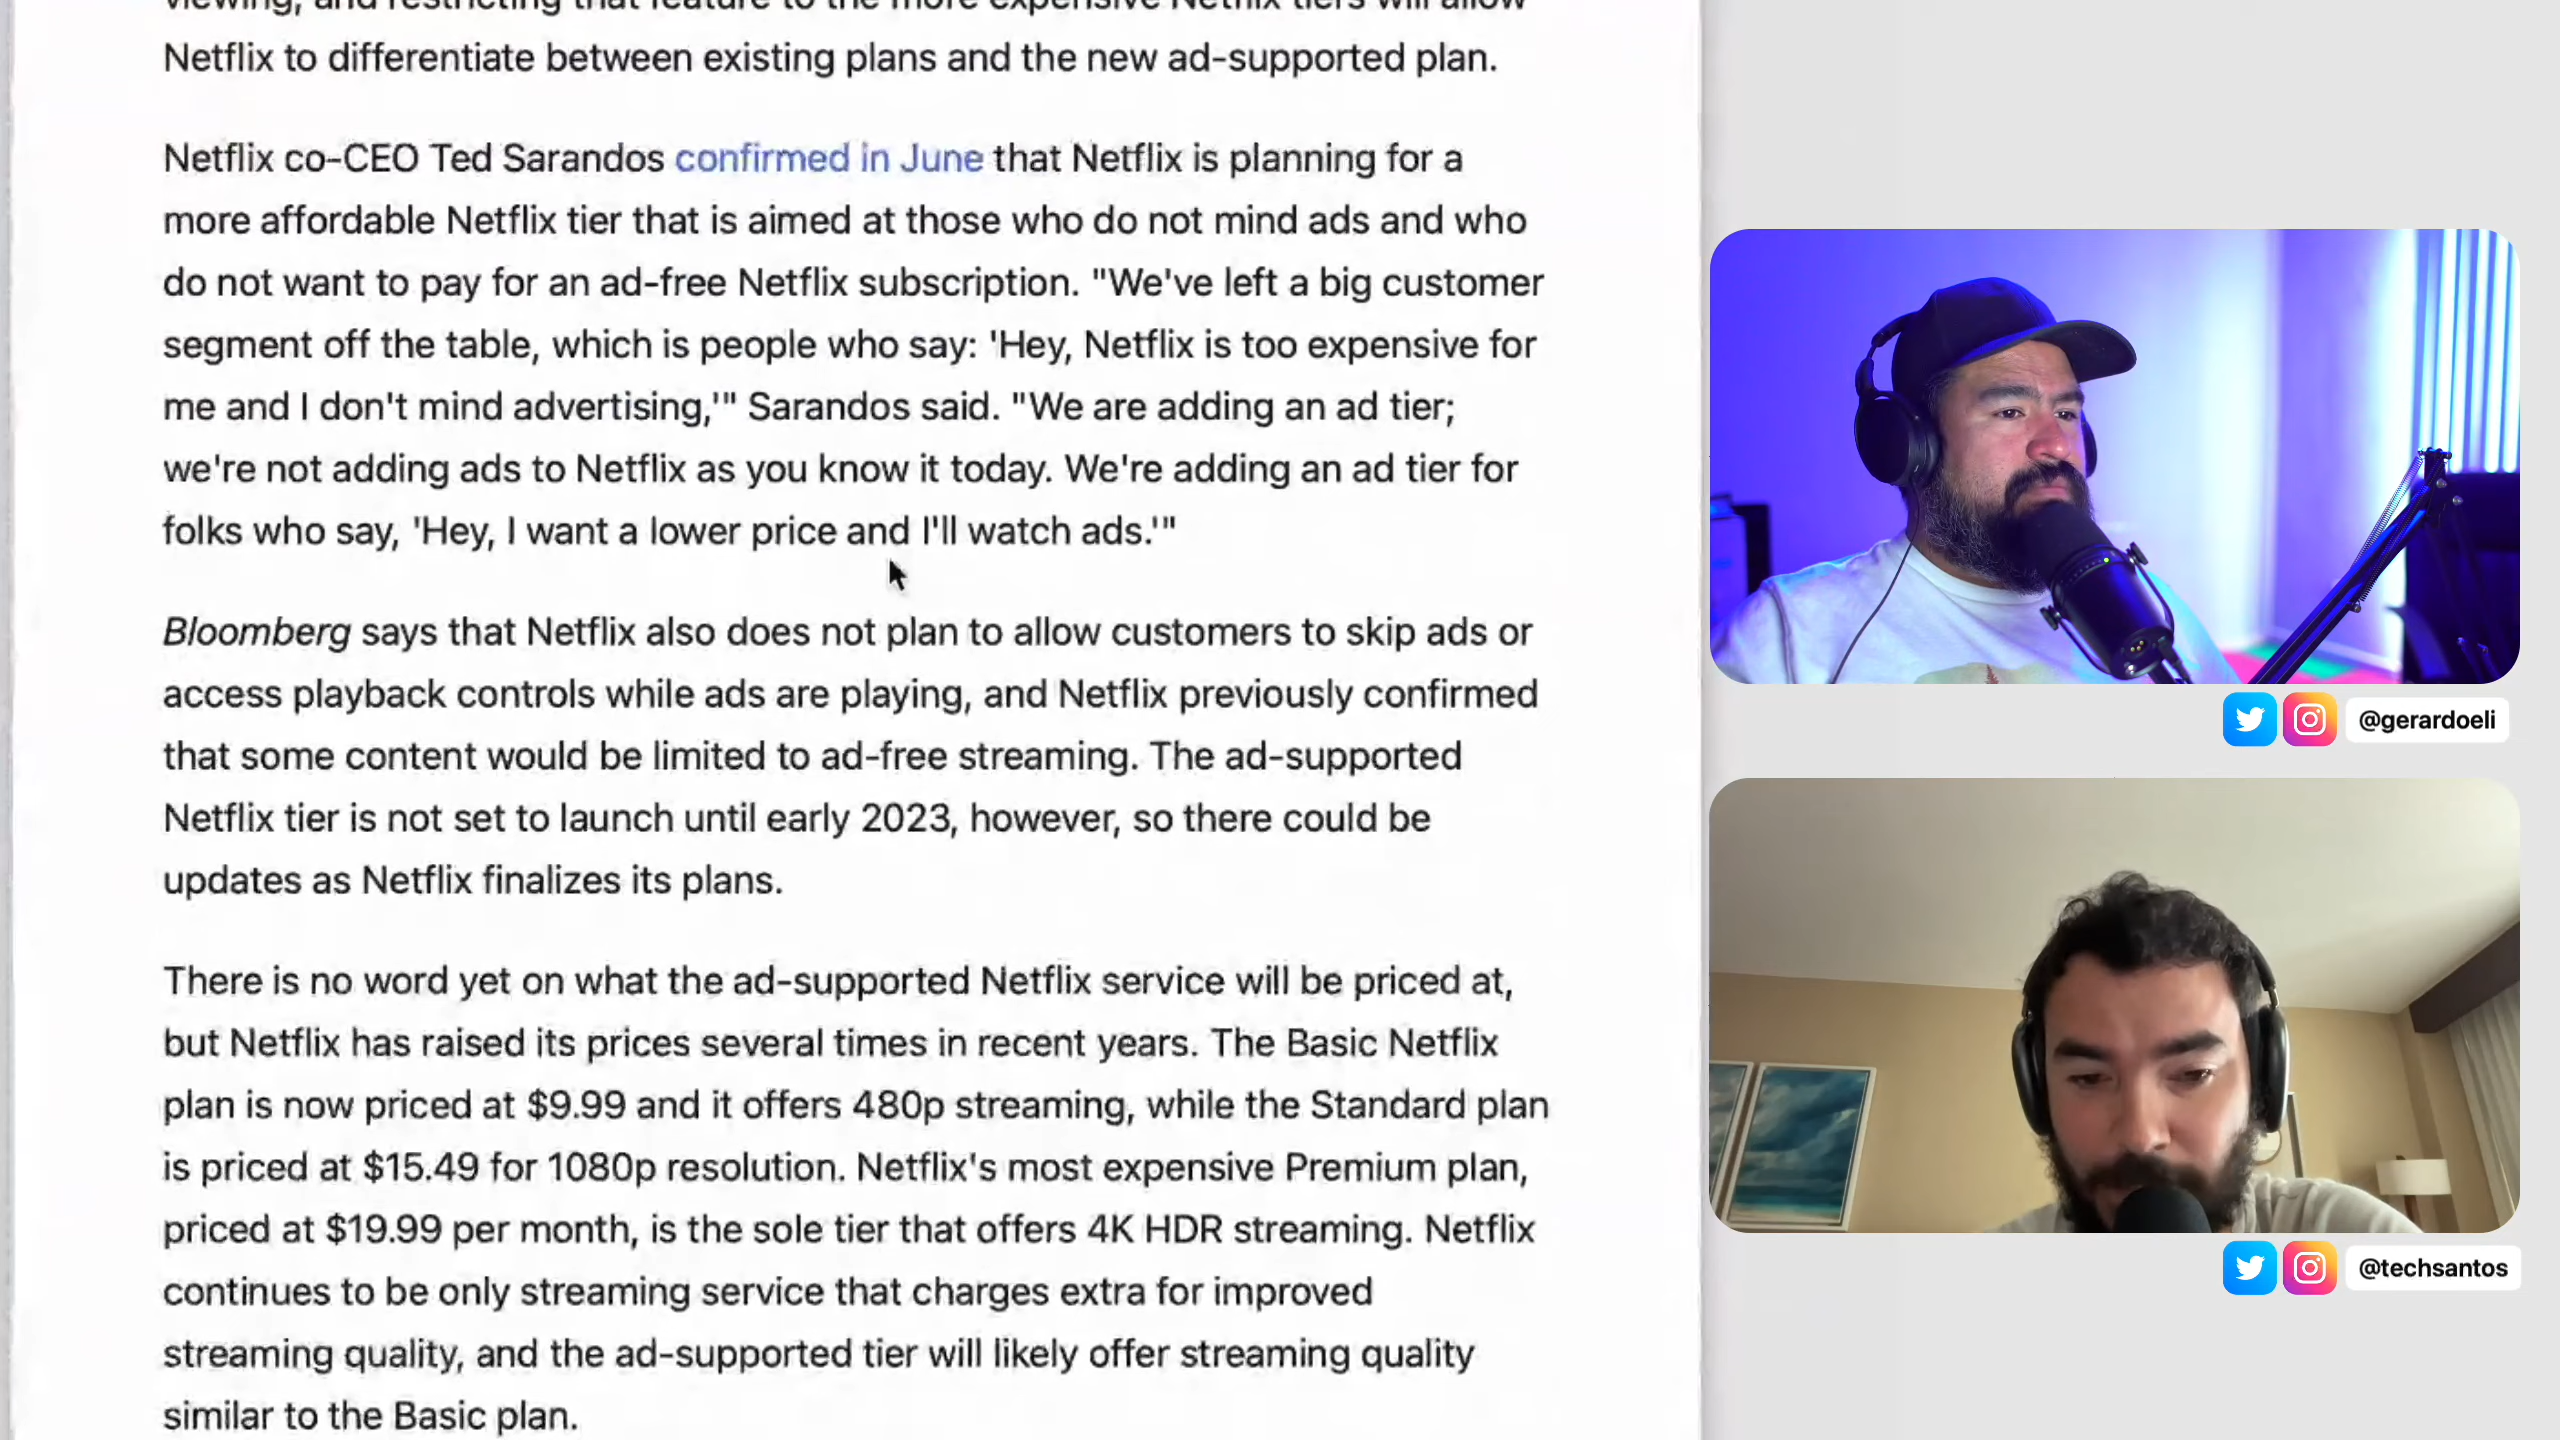 viewing, and restricting that feature to the more expensive Netflix tiers will allow
Netflix to differentiate between existing plans and the new ad-supported plan.
Netflix co-CEO Ted Sarandos confirmed in June that Netflix is planning for a
more affordable Netflix tier that is aimed at those who do not mind ads and who
do not want to pay for an ad-free Netflix subscription. "We've left a big customer
segment off the table, which is people who say: 'Hey, Netflix is too expensive for
me and I don't mind advertising,'" Sarandos said. "We are adding an ad tier;
we're not adding ads to Netflix as you know it today. We're adding an ad tier for
folks who say, 'Hey, I want a lower price and I'll watch ads.'"
Bloomberg says that Netflix also does not plan to allow customers to skip ads or
access playback controls while ads are playing, and Netflix previously confirmed
that some content would be limited to ad-free streaming. The ad-supported
Netflix tier is not set to launch until early 2023, however, so there could be
updates as Netflix finalizes its plans.
There is no word yet on what the ad-supported Netflix service will be priced at,
but Netflix has raised its prices several times in recent years. The Basic Netflix
plan is now priced at $9.99 and it offers 480p streaming, while the Standard plan
is priced at $15.49 for 1080p resolution. Netflix's most expensive Premium plan,
priced at $19.99 per month, is the sole tier that offers 4K HDR streaming. Netflix
continues to be only streaming service that charges extra for improved
streaming quality, and the ad-supported tier will likely offer streaming quality
similar to the Basic plan.
@gerardoeli
@techsantos